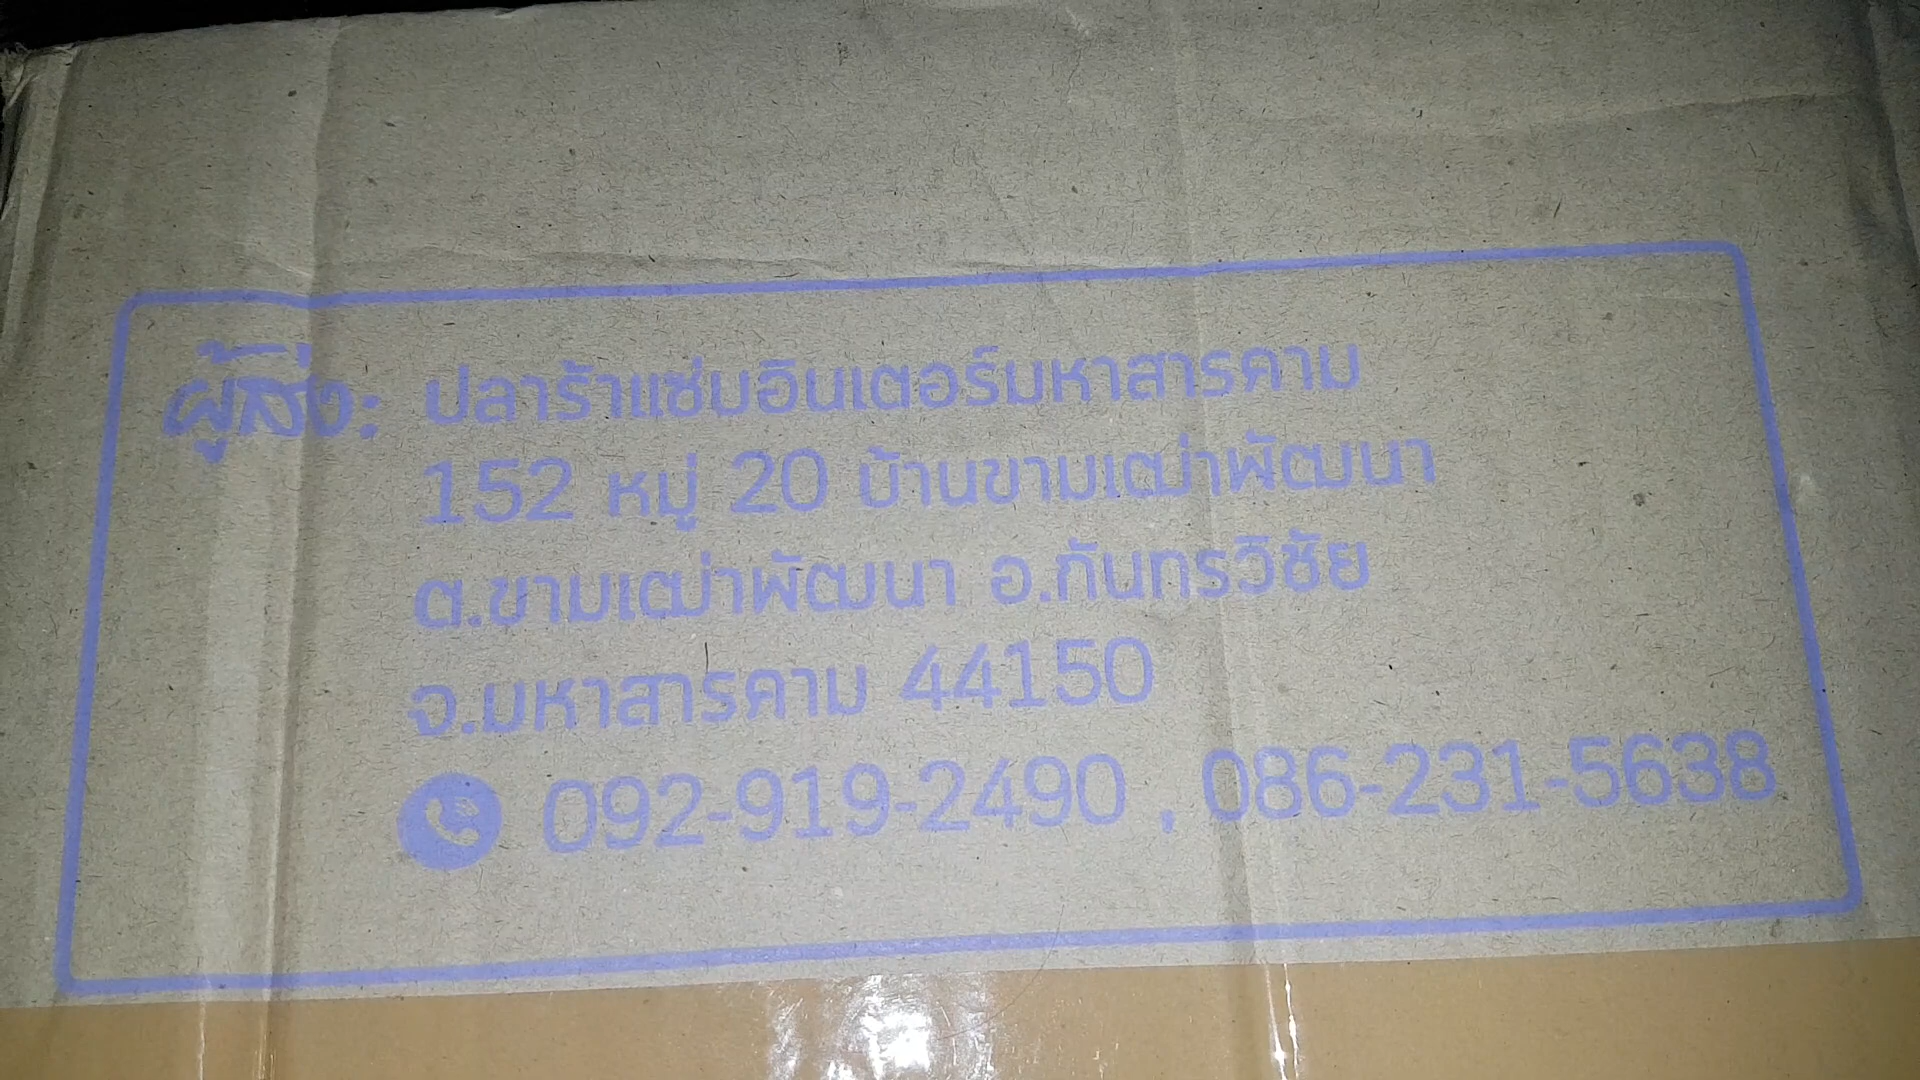 ผู้ส่ง: ปลาร้าแซ่บอินเตอร์มหาสารคาม
152 หมู่ 20 บ้านขามเฒ่าพัฒนา
ต.ขามเฒ่าพัฒนา อ.กันทรวิชัย
จ.มหาสารคาม 44150
092-919-2490 , 086-231-5638